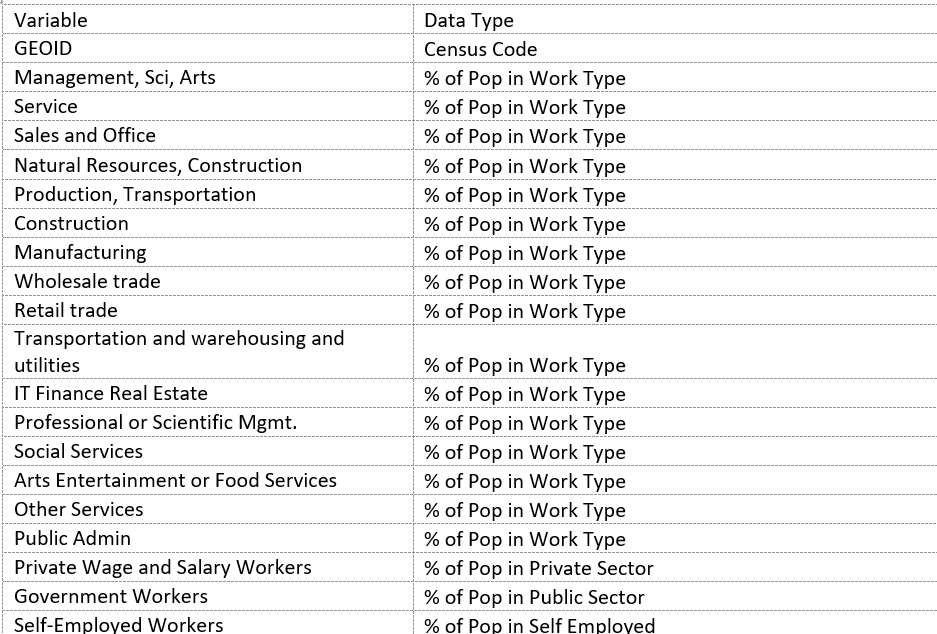 Variable Data Type
GEOID Census Code
Management, Sci, Arts % of Pop in Work Type
Service % of Pop in Work Type
Sales and Office % of Pop in Work Type
Natural Resources, Construction % of Pop in Work Type
Production, Transportation % of Pop in Work Type
Construction % of Pop in Work Type
Manufacturing % of Pop in Work Type
Wholesale trade % of Pop in Work Type
Retail trade % of Pop in Work Type
Transportation and warehousing and
utilities % of Pop in Work Type
IT Finance Real Estate % of Pop in Work Type
Professional or Scientific Mgmt. % of Pop in Work Type
Social Services % of Pop in Work Type
Arts Entertainment or Food Services % of Pop in Work Type
Other Services % of Pop in Work Type
Public Admin % of Pop in Work Type
Private Wage and Salary Workers % of Pop in Private Sector
Government Workers % of Pop in Public Sector
Self-Employed Workers % of Pop in Self Employed